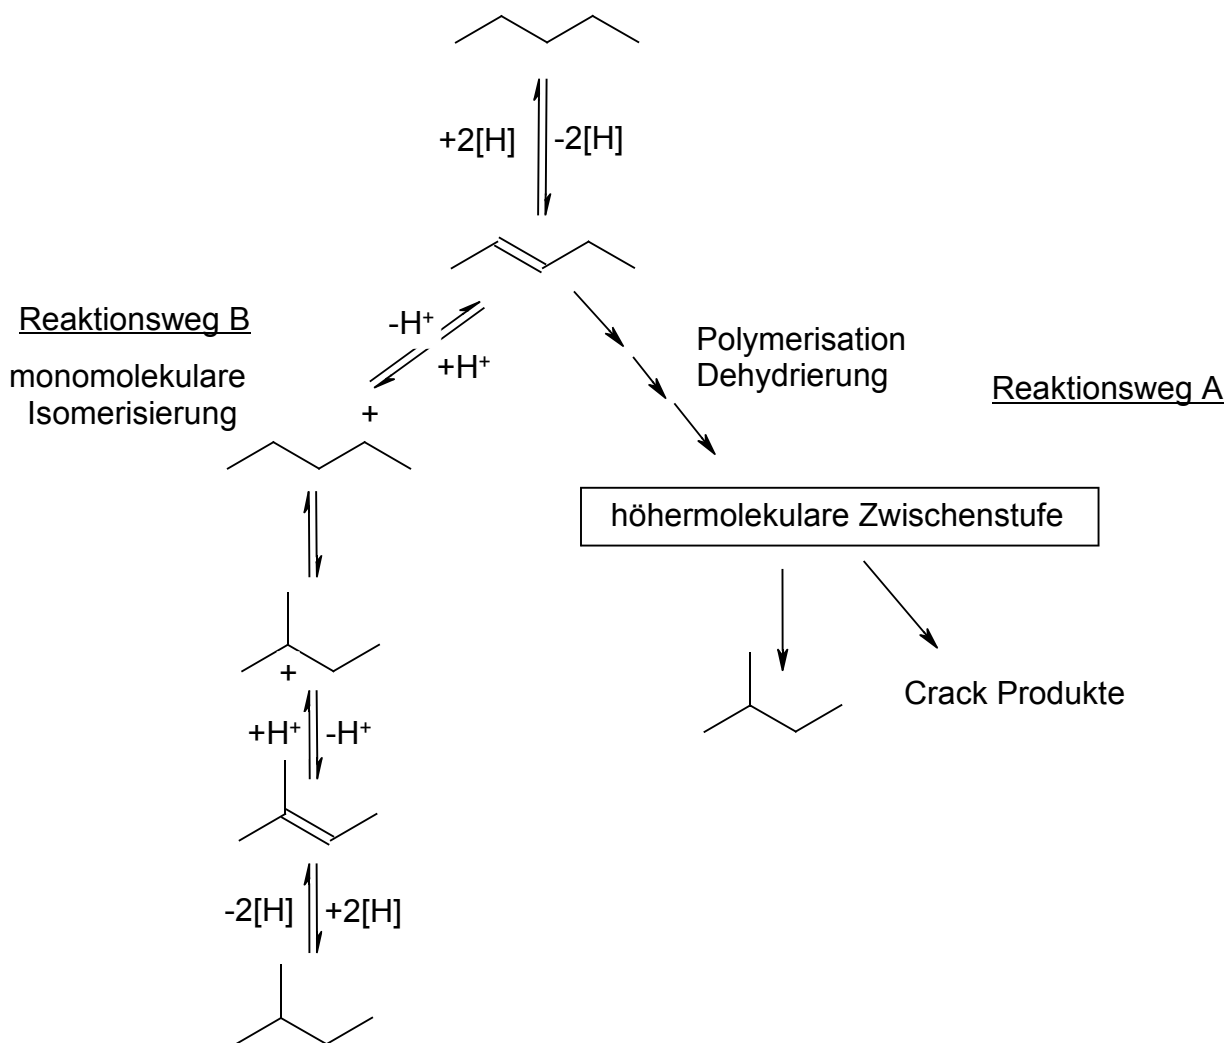 +2[H]
-2[H]
Reaktionsweg B
-H+
+H+
Polymerisation
Dehydrierung
Reaktionsweg A
monomolekulare
Isomerisierung
+
höhermolekulare Zwischenstufe
+
Crack Produkte
+H+
-H+
-2[H]
+2[H]